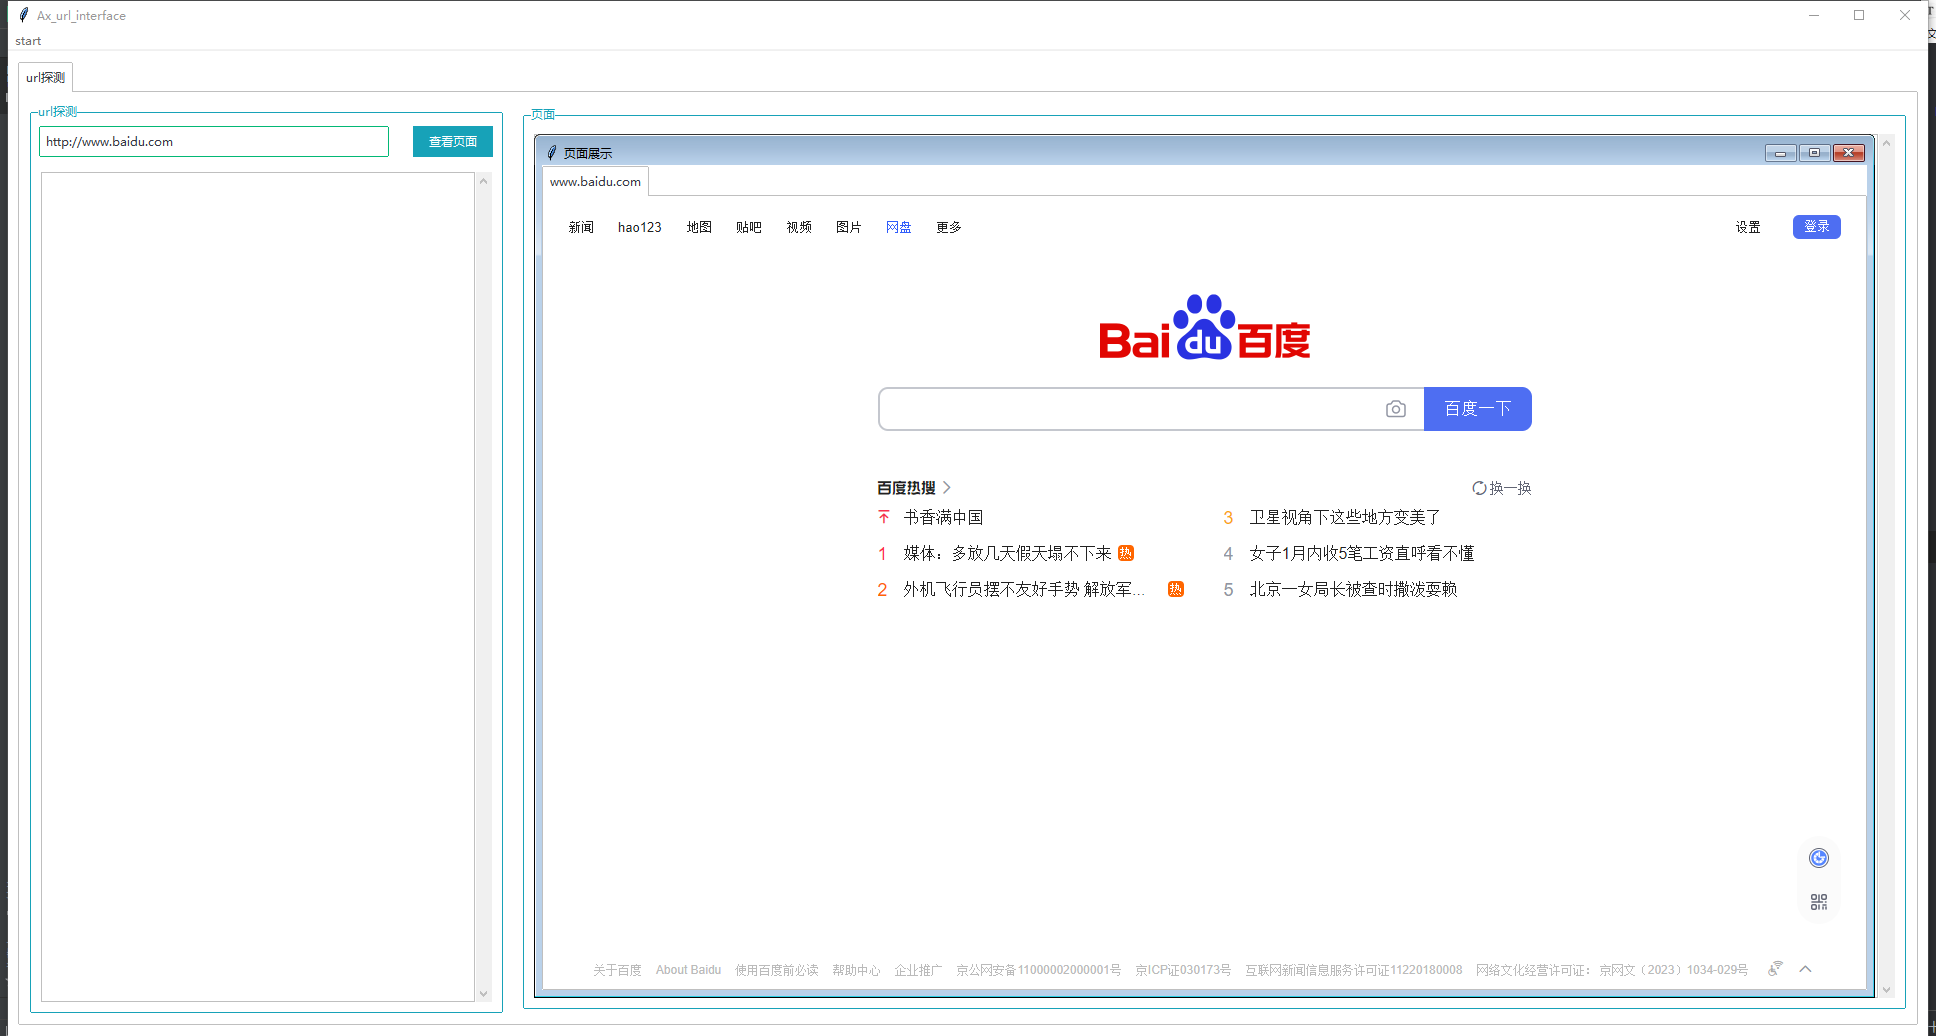 Ax_url_interface
start
url探测
url探测
http://www.baidu.com
查看页面
页面
页面展示
www.baidu.com
新闻 hao123 地图 贴吧 视频 图片 网盘 更多 设置 登录
Baidu百度
百度一下
百度热搜 换一换
书香满中国
1 媒体：多放几天假天塌不下来 热
2 外机飞行员摆不友好手势 解放军... 热
3 卫星视角下这些地方变美了
4 女子1月内收5笔工资直呼看不懂
5 北京一女局长被查时撒泼耍赖
关于百度 About Baidu 使用百度前必读 帮助中心 企业推广 京公网安备11000002000001号 京ICP证030173号 互联网新闻信息服务许可证11220180008 网络文化经营许可证：京网文（2023）1034-029号